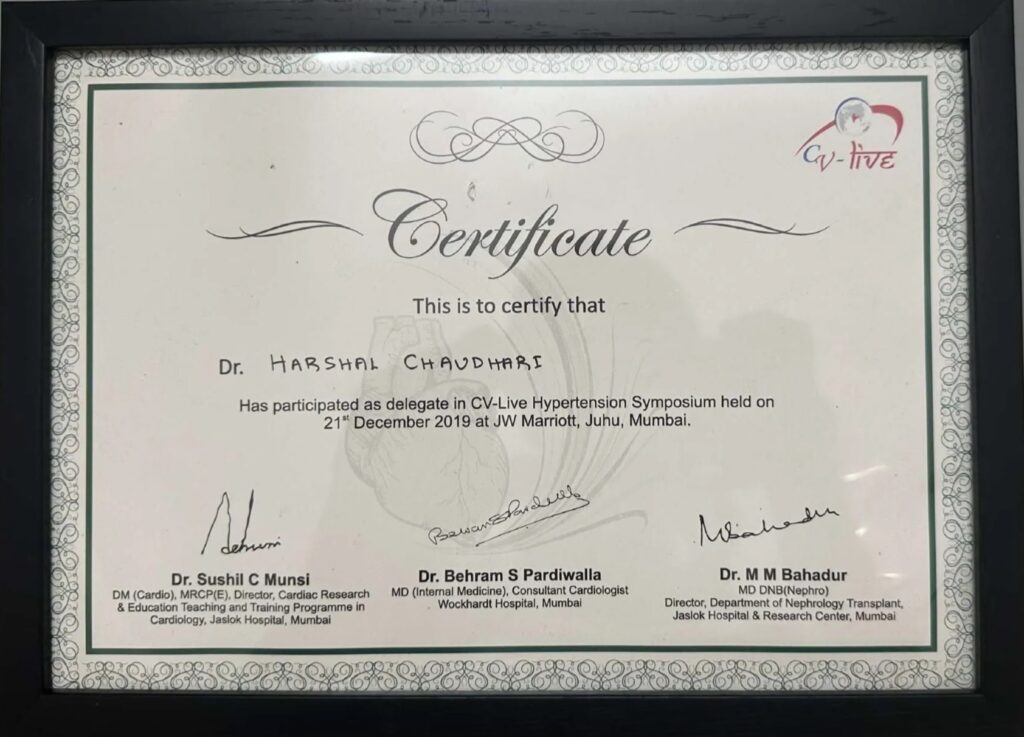 CV-live
Certificate
This is to certify that
Dr. HARSHAL CHAUDHARI
Has participated as delegate in CV-Live Hypertension Symposium held on
21st December 2019 at JW Marriott, Juhu, Mumbai.
Dr. Sushil C Munsi
DM (Cardio), MRCP(E), Director, Cardiac Research
& Education Teaching and Training Programme in
Cardiology, Jaslok Hospital, Mumbai
Dr. Behram S Pardiwalla
MD (Internal Medicine), Consultant Cardiologist
Wockhardt Hospital, Mumbai
Dr. M M Bahadur
MD DNB(Nephro)
Director, Department of Nephrology Transplant,
Jaslok Hospital & Research Center, Mumbai